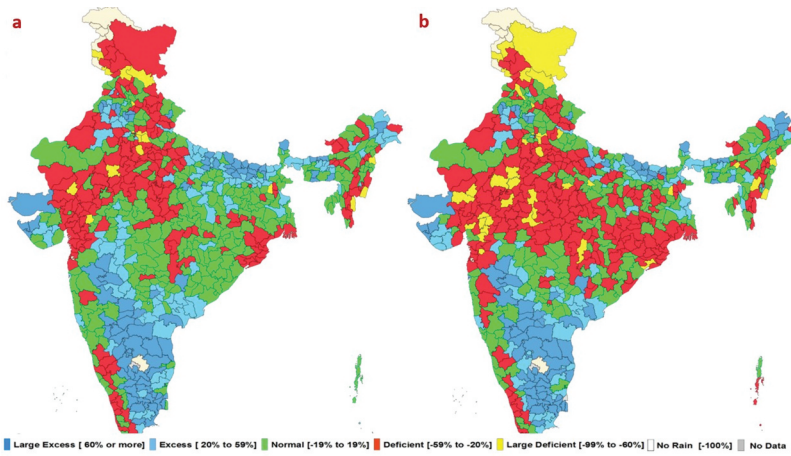 a b
Large Excess [ 60% or more] Excess [ 20% to 59%] Normal [-19% to 19%] Deficient [-59% to -20%] Large Deficient [-99% to -60%] No Rain [-100%] No Data